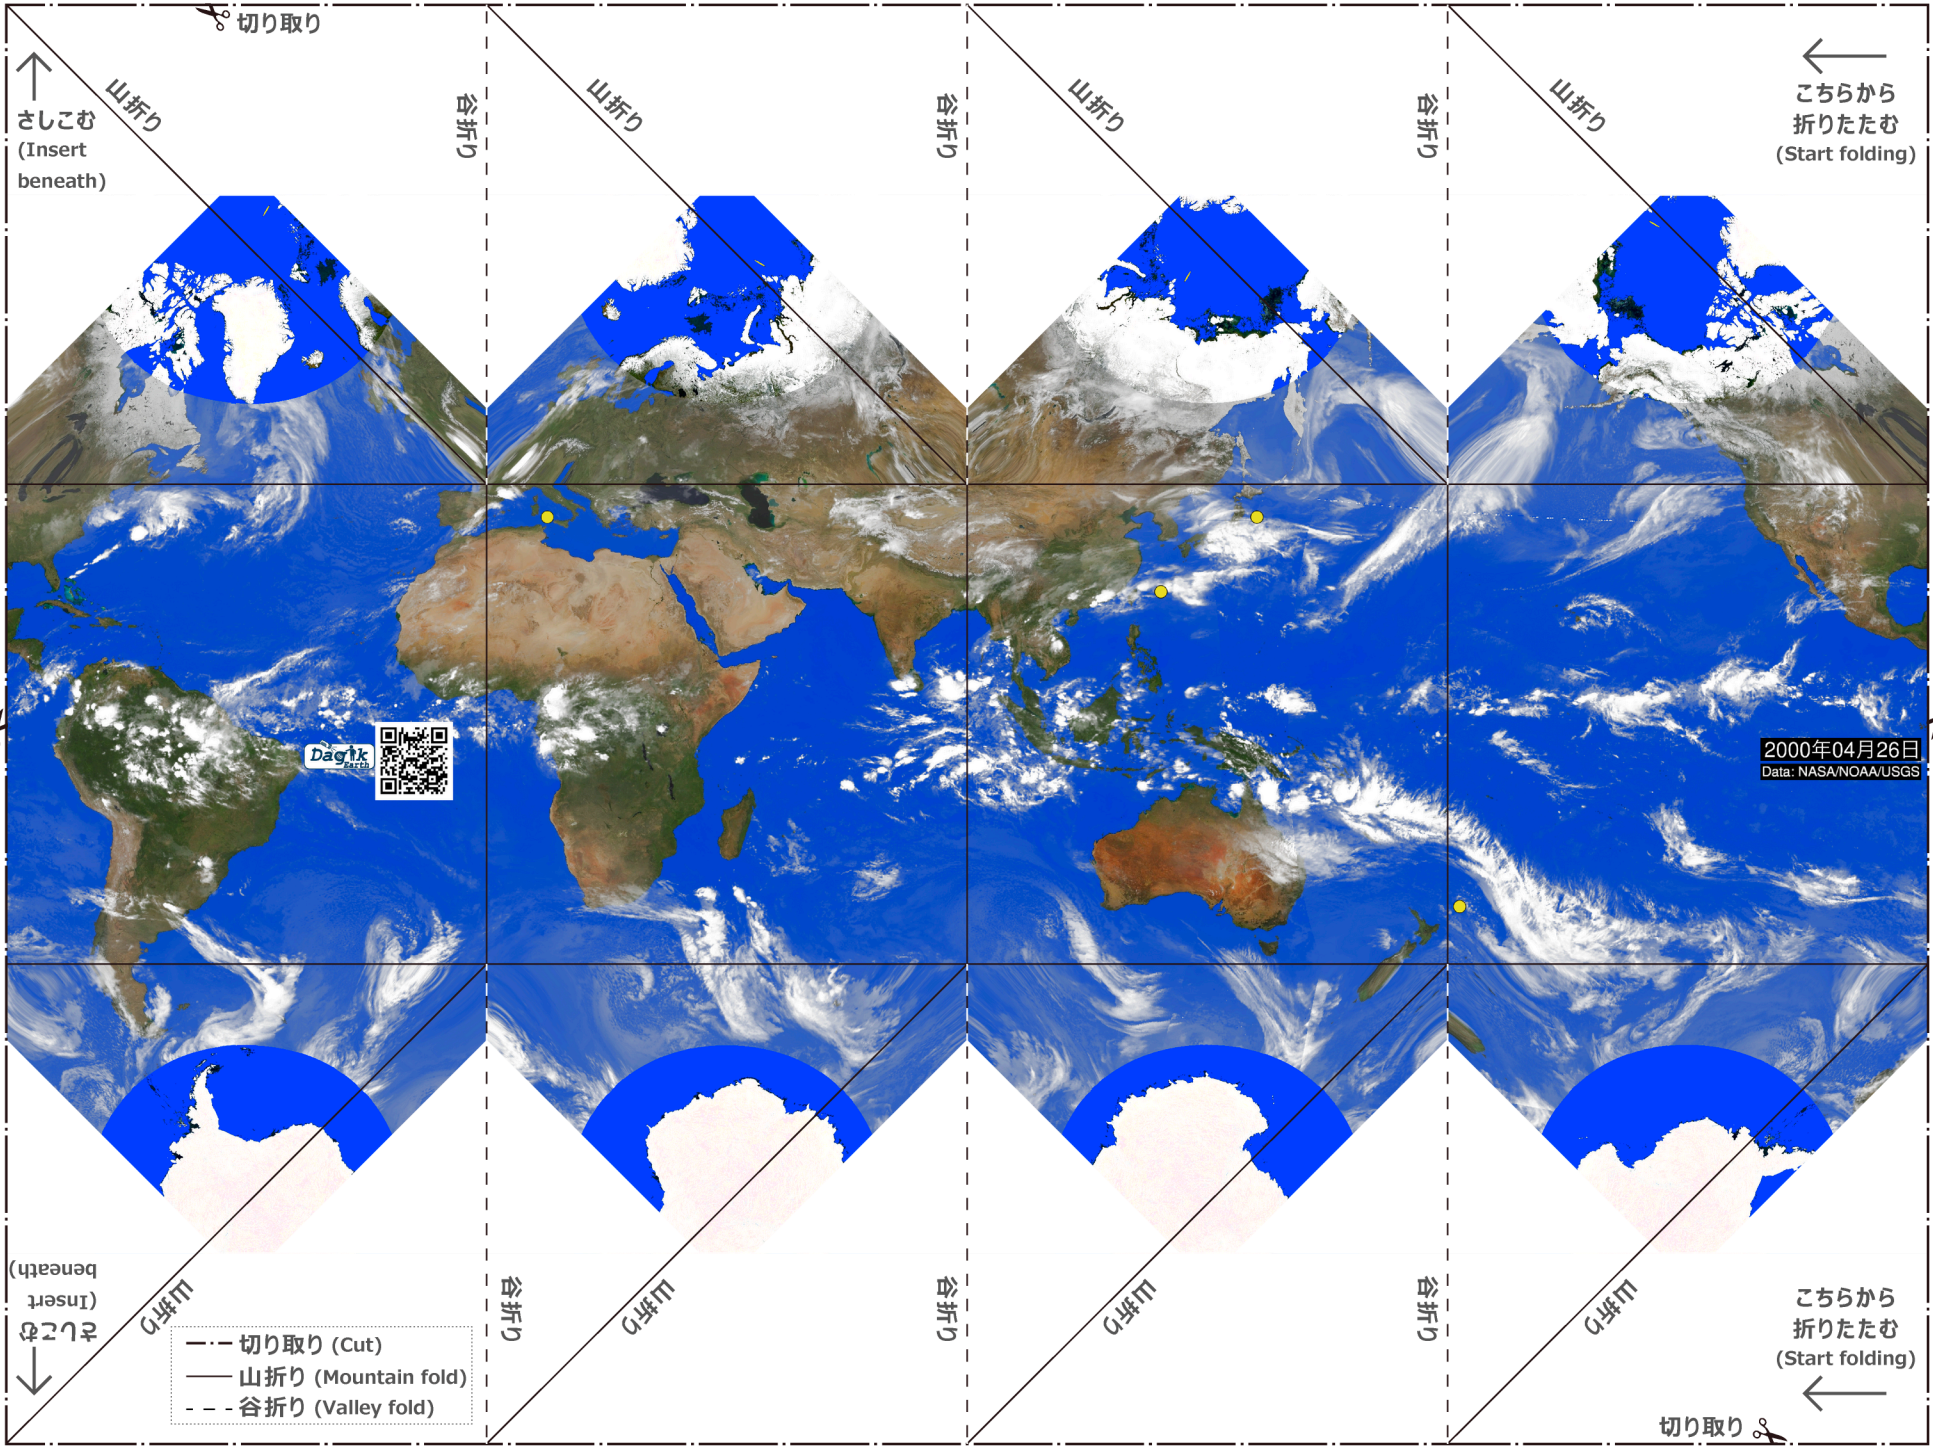 切り取り
山折り
谷折り
山折り
谷折り
山折り
谷折り
山折り
さしこむ
(Insert
beneath)
こちらから
折りたたむ
(Start folding)
Dagik
Earth
2000年04月26日
Data: NASA/NOAA/USGS
さしこむ
(Insert
beneath)
山折り
谷折り
山折り
谷折り
山折り
谷折り
山折り
こちらから
折りたたむ
(Start folding)
切り取り (Cut)
山折り (Mountain fold)
谷折り (Valley fold)
切り取り